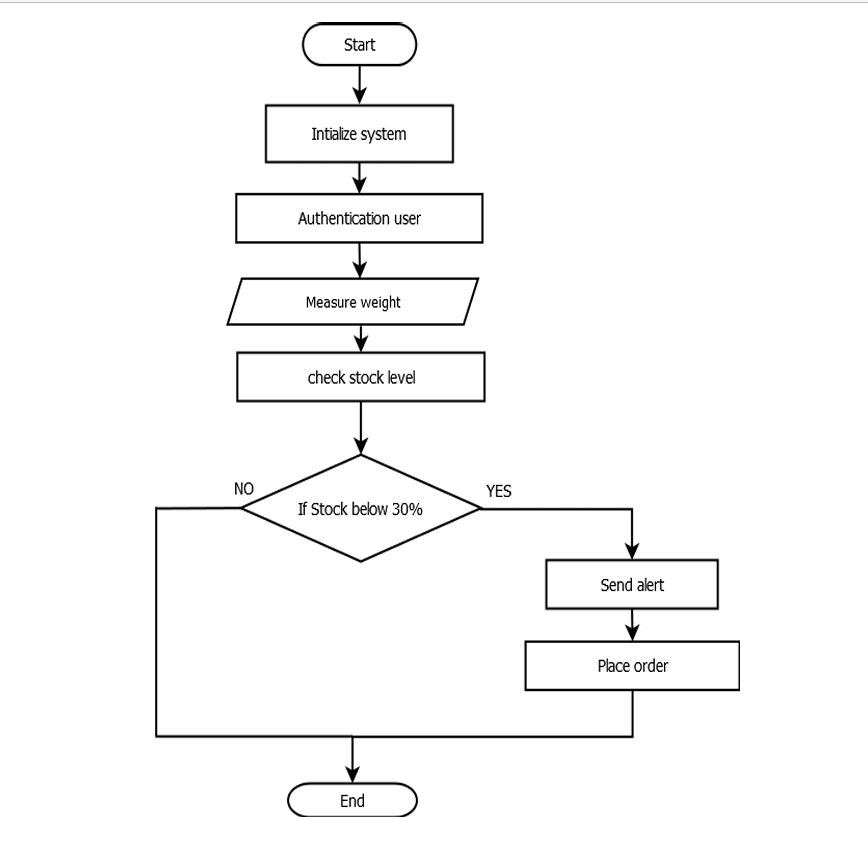 Start
Intialize system
Authentication user
Measure weight
check stock level
If Stock below 30%
NO
YES
Send alert
Place order
End